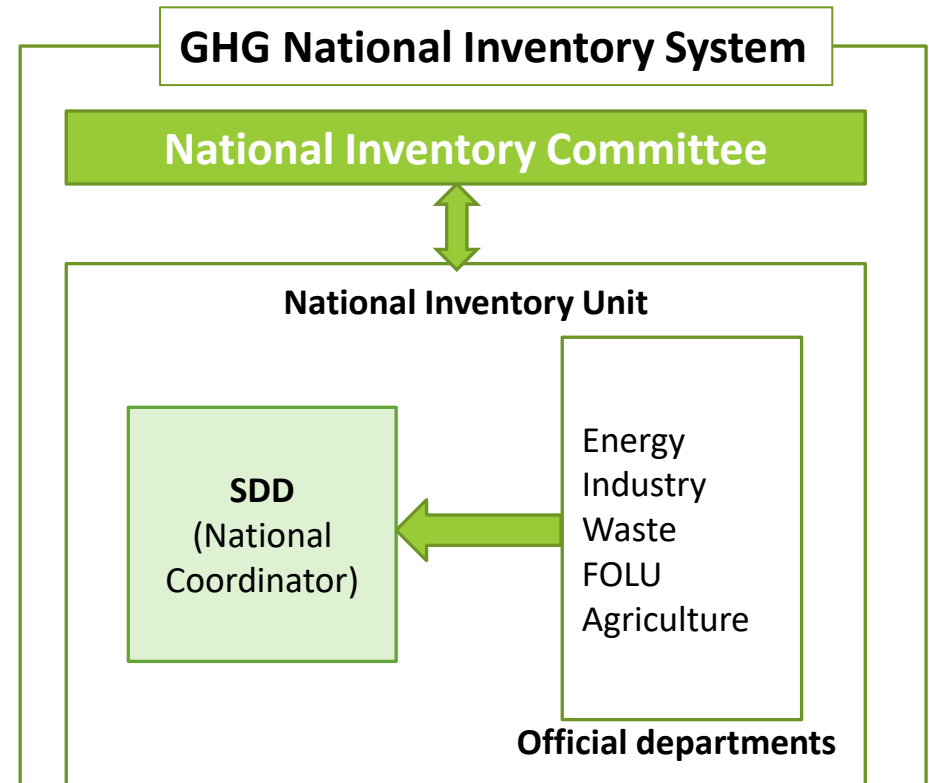 GHG National Inventory System
National Inventory Committee
National Inventory Unit
SDD
(National
Coordinator)
Energy
Industry
Waste
FOLU
Agriculture
Official departments